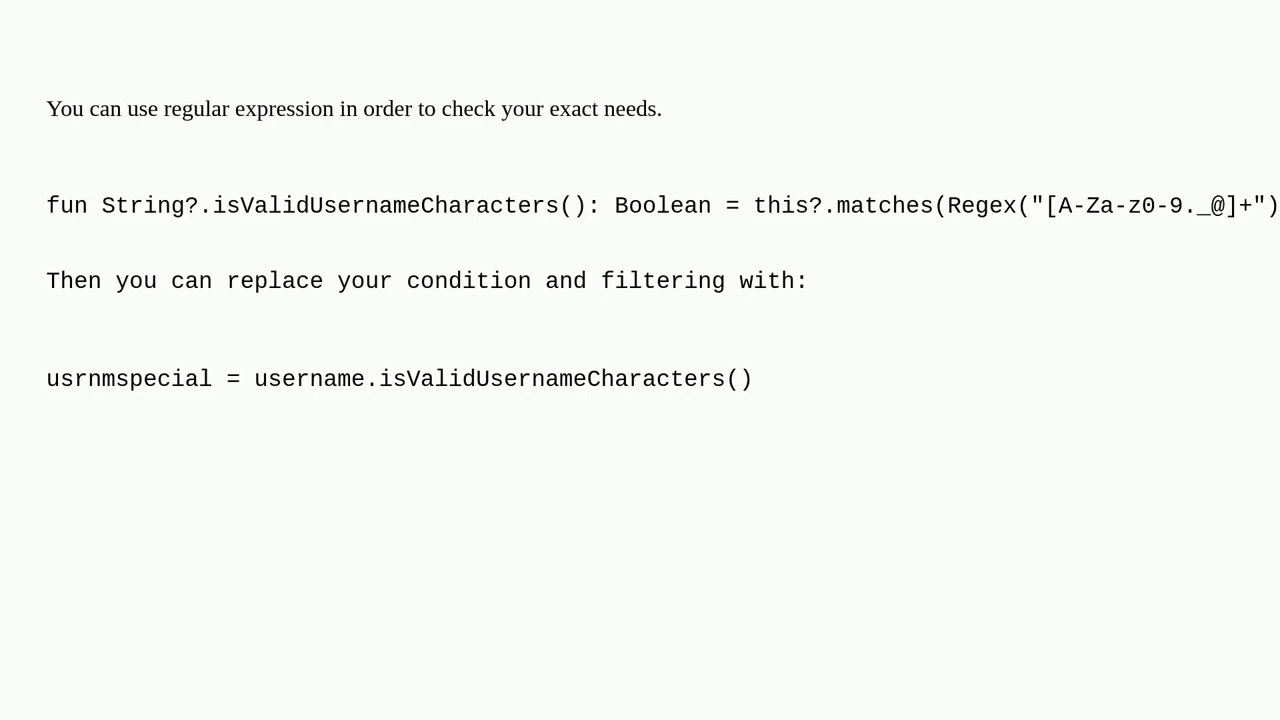 You can use regular expression in order to check your exact needs.
fun String?.isValidUsernameCharacters(): Boolean = this?.matches(Regex("[A-Za-z0-9._@]+")
Then you can replace your condition and filtering with:
usrnmspecial = username.isValidUsernameCharacters()